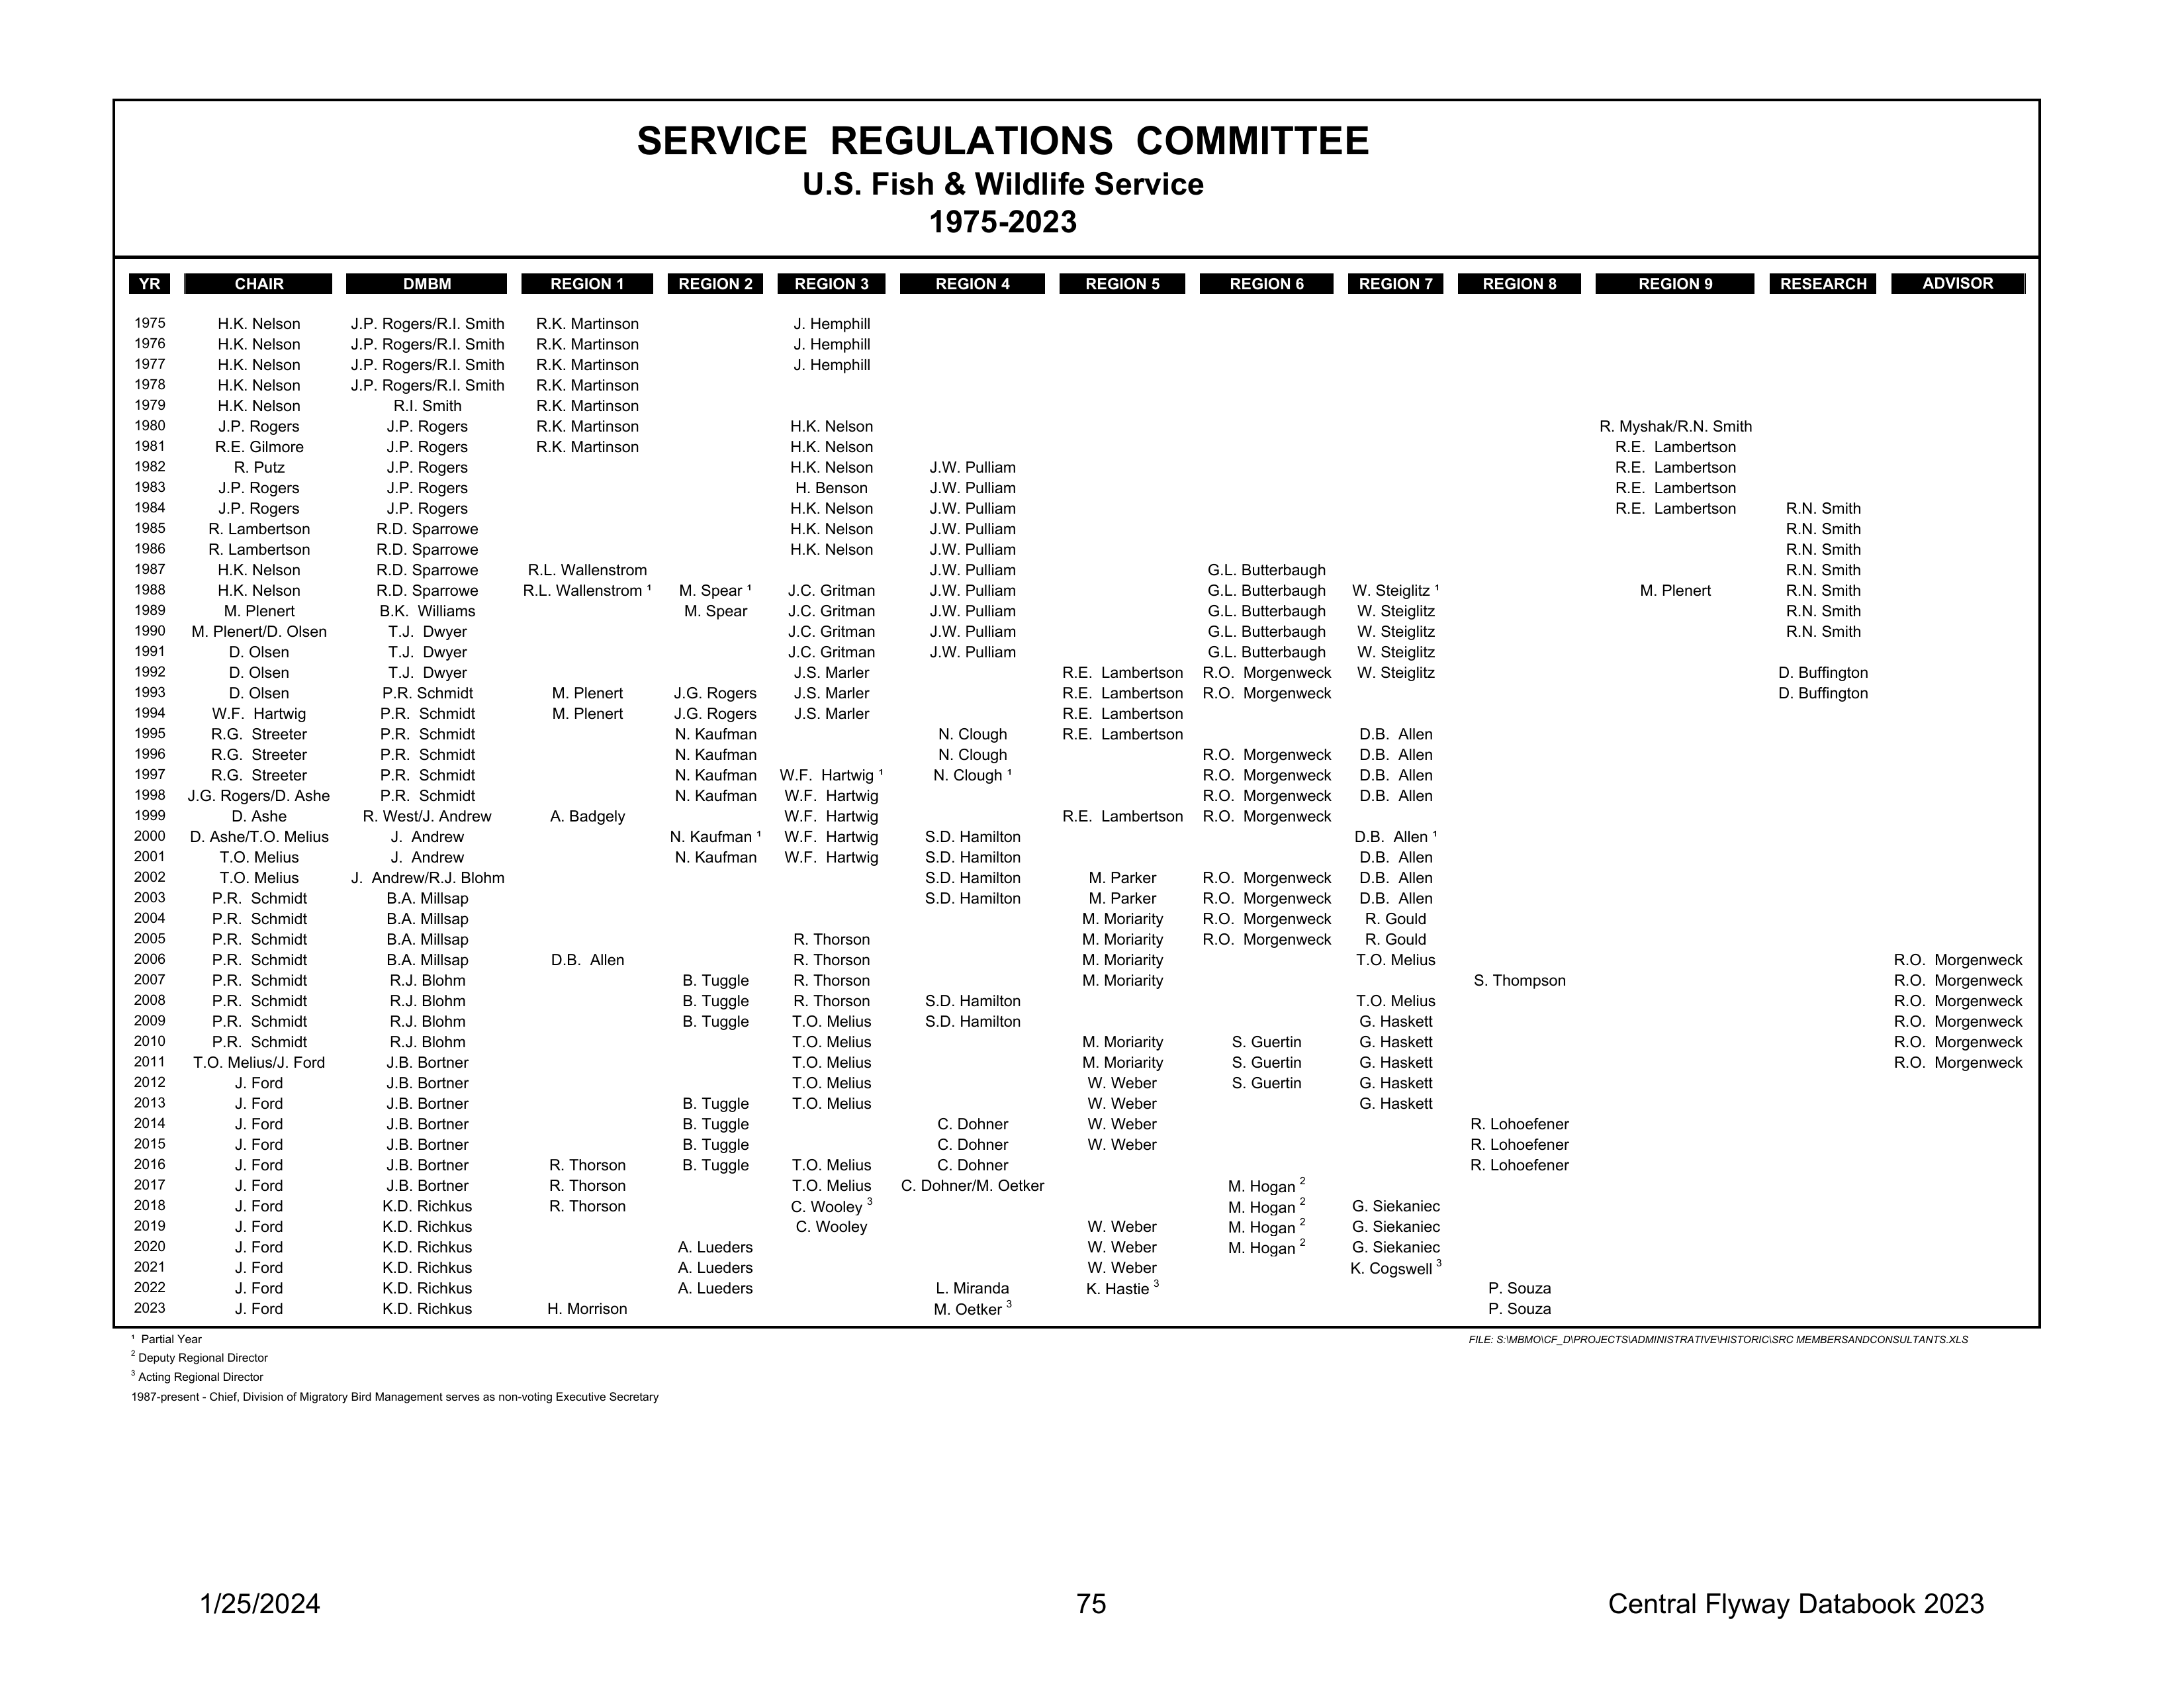 SERVICE REGULATIONS COMMITTEE
U.S. Fish & Wildlife Service
1975-2023
YR CHAIR DMBM REGION 1 REGION 2 REGION 3 REGION 4 REGION 5 REGION 6 REGION 7 REGION 8 REGION 9 RESEARCH ADVISOR
1975 H.K. Nelson J.P. Rogers/R.I. Smith R.K. Martinson J. Hemphill
1976 H.K. Nelson J.P. Rogers/R.I. Smith R.K. Martinson J. Hemphill
1977 H.K. Nelson J.P. Rogers/R.I. Smith R.K. Martinson J. Hemphill
1978 H.K. Nelson J.P. Rogers/R.I. Smith R.K. Martinson
1979 H.K. Nelson R.I. Smith R.K. Martinson
1980 J.P. Rogers J.P. Rogers R.K. Martinson H.K. Nelson R. Myshak/R.N. Smith
1981 R.E. Gilmore J.P. Rogers R.K. Martinson H.K. Nelson R.E. Lambertson
1982 R. Putz J.P. Rogers H.K. Nelson J.W. Pulliam R.E. Lambertson
1983 J.P. Rogers J.P. Rogers H. Benson J.W. Pulliam R.E. Lambertson
1984 J.P. Rogers J.P. Rogers H.K. Nelson J.W. Pulliam R.E. Lambertson R.N. Smith
1985 R. Lambertson R.D. Sparrowe H.K. Nelson J.W. Pulliam R.N. Smith
1986 R. Lambertson R.D. Sparrowe H.K. Nelson J.W. Pulliam R.N. Smith
1987 H.K. Nelson R.D. Sparrowe R.L. Wallenstrom J.W. Pulliam G.L. Butterbaugh R.N. Smith
1988 H.K. Nelson R.D. Sparrowe R.L. Wallenstrom ¹ M. Spear ¹ J.C. Gritman J.W. Pulliam G.L. Butterbaugh W. Steiglitz ¹ M. Plenert R.N. Smith
1989 M. Plenert B.K. Williams M. Spear J.C. Gritman J.W. Pulliam G.L. Butterbaugh W. Steiglitz R.N. Smith
1990 M. Plenert/D. Olsen T.J. Dwyer J.C. Gritman J.W. Pulliam G.L. Butterbaugh W. Steiglitz R.N. Smith
1991 D. Olsen T.J. Dwyer J.C. Gritman J.W. Pulliam G.L. Butterbaugh W. Steiglitz
1992 D. Olsen T.J. Dwyer J.S. Marler R.E. Lambertson R.O. Morgenweck W. Steiglitz D. Buffington
1993 D. Olsen P.R. Schmidt M. Plenert J.G. Rogers J.S. Marler R.E. Lambertson R.O. Morgenweck D. Buffington
1994 W.F. Hartwig P.R. Schmidt M. Plenert J.G. Rogers J.S. Marler R.E. Lambertson
1995 R.G. Streeter P.R. Schmidt N. Kaufman N. Clough R.E. Lambertson D.B. Allen
1996 R.G. Streeter P.R. Schmidt N. Kaufman N. Clough R.O. Morgenweck D.B. Allen
1997 R.G. Streeter P.R. Schmidt N. Kaufman W.F. Hartwig ¹ N. Clough ¹ R.O. Morgenweck D.B. Allen
1998 J.G. Rogers/D. Ashe P.R. Schmidt N. Kaufman W.F. Hartwig R.O. Morgenweck D.B. Allen
1999 D. Ashe R. West/J. Andrew A. Badgely W.F. Hartwig R.E. Lambertson R.O. Morgenweck
2000 D. Ashe/T.O. Melius J. Andrew N. Kaufman ¹ W.F. Hartwig S.D. Hamilton D.B. Allen ¹
2001 T.O. Melius J. Andrew N. Kaufman W.F. Hartwig S.D. Hamilton D.B. Allen
2002 T.O. Melius J. Andrew/R.J. Blohm S.D. Hamilton M. Parker R.O. Morgenweck D.B. Allen
2003 P.R. Schmidt B.A. Millsap S.D. Hamilton M. Parker R.O. Morgenweck D.B. Allen
2004 P.R. Schmidt B.A. Millsap M. Moriarity R.O. Morgenweck R. Gould
2005 P.R. Schmidt B.A. Millsap R. Thorson M. Moriarity R.O. Morgenweck R. Gould
2006 P.R. Schmidt B.A. Millsap D.B. Allen R. Thorson M. Moriarity T.O. Melius R.O. Morgenweck
2007 P.R. Schmidt R.J. Blohm B. Tuggle R. Thorson M. Moriarity S. Thompson R.O. Morgenweck
2008 P.R. Schmidt R.J. Blohm B. Tuggle R. Thorson S.D. Hamilton T.O. Melius R.O. Morgenweck
2009 P.R. Schmidt R.J. Blohm B. Tuggle T.O. Melius S.D. Hamilton G. Haskett R.O. Morgenweck
2010 P.R. Schmidt R.J. Blohm T.O. Melius M. Moriarity S. Guertin G. Haskett R.O. Morgenweck
2011 T.O. Melius/J. Ford J.B. Bortner T.O. Melius M. Moriarity S. Guertin G. Haskett R.O. Morgenweck
2012 J. Ford J.B. Bortner T.O. Melius W. Weber S. Guertin G. Haskett
2013 J. Ford J.B. Bortner B. Tuggle T.O. Melius W. Weber G. Haskett
2014 J. Ford J.B. Bortner B. Tuggle C. Dohner W. Weber R. Lohoefener
2015 J. Ford J.B. Bortner B. Tuggle C. Dohner W. Weber R. Lohoefener
2016 J. Ford J.B. Bortner R. Thorson B. Tuggle T.O. Melius C. Dohner R. Lohoefener
2017 J. Ford J.B. Bortner R. Thorson T.O. Melius C. Dohner/M. Oetker M. Hogan ²
2018 J. Ford K.D. Richkus R. Thorson C. Wooley ³ M. Hogan ² G. Siekaniec
2019 J. Ford K.D. Richkus C. Wooley W. Weber M. Hogan ² G. Siekaniec
2020 J. Ford K.D. Richkus A. Lueders W. Weber M. Hogan ² G. Siekaniec
2021 J. Ford K.D. Richkus A. Lueders W. Weber K. Cogswell ³
2022 J. Ford K.D. Richkus A. Lueders L. Miranda K. Hastie ³ P. Souza
2023 J. Ford K.D. Richkus H. Morrison M. Oetker ³ P. Souza
¹ Partial Year FILE: S:\MBMO\CF_D\PROJECTS\ADMINISTRATIVE\HISTORIC\SRC MEMBERSANDCONSULTANTS.XLS
² Deputy Regional Director
³ Acting Regional Director
1987-present - Chief, Division of Migratory Bird Management serves as non-voting Executive Secretary
1/25/2024 75 Central Flyway Databook 2023